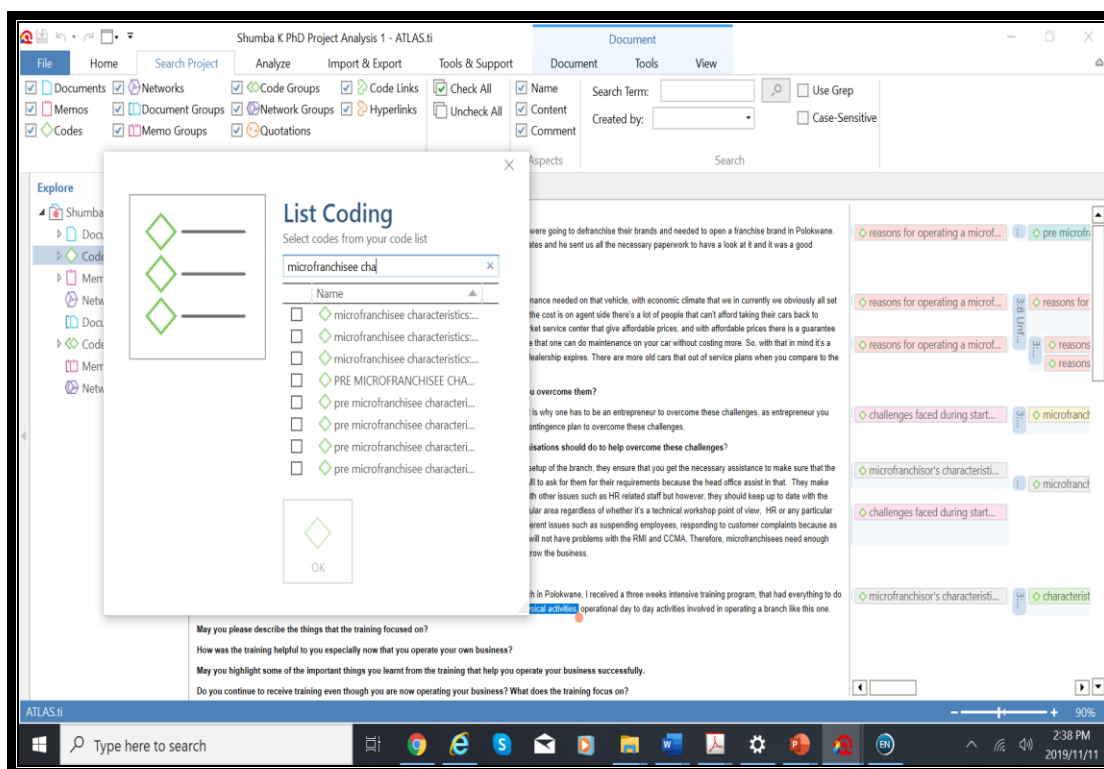 Shumba K PhD Project Analysis 1 - ATLAS.ti
Document
File Home Search Project Analyze Import & Export Tools & Support Document Tools View
Documents Networks Code Groups Code Links Check All Name Search Term: Use Grep
Memos Document Groups Network Groups Hyperlinks Uncheck All Content Created by: Case-Sensitive
Codes Memo Groups Quotations Comment
Aspects Search
Explore
Shumba
Docu
Code
Mem
Netw
Docu
Code
Mem
Netw
List Coding
Select codes from your code list
microfranchisee cha
Name
microfranchisee characteristics:...
microfranchisee characteristics:...
microfranchisee characteristics:...
PRE MICROFRANCHISEE CHA...
pre microfranchisee characteri...
pre microfranchisee characteri...
pre microfranchisee characteri...
pre microfranchisee characteri...
OK
were going to defranchise their brands and needed to open a franchise brand in Polokwane.
ates and he sent us all the necessary paperwork to have a look at it and it was a good
nance needed on that vehicle, with economic climate that we in currently we obviously all set
the cost is on agent side there's a lot of people that can't afford taking their cars back to
ket service center that give affordable prices, and with affordable prices there is a guarantee
e that one can do maintenance on your car without costing more. So, with that in mind it's a
ealership expires. There are more old cars that out of service plans when you compare to the
u overcome them?
is why one has to be an entrepreneur to overcome these challenges, as entrepreneur you
ontingence plan to overcome these challenges.
isations should do to help overcome these challenges?
setup of the branch, they ensure that you get the necessary assistance to make sure that the
MI to ask for them for their requirements because the head office assist in that. They make
th other issues such as HR related staff but however, they should keep up to date with the
ular area regardless of whether it's a technical workshop point of view, HR or any particular
erent issues such as suspending employees, responding to customer complaints because as
will not have problems with the RMI and CCMA. Therefore, microfranchisees need enough
row the business.
h in Polokwane, I received a three weeks intensive training program, that had everything to do
ysical activities, operational day to day activities involved in operating a branch like this one.
May you please describe the things that the training focused on?
How was the training helpful to you especially now that you operate your own business?
May you highlight some of the important things you learnt from the training that help you operate your business successfully.
Do you continue to receive training even though you are now operating your business? What does the training focus on?
reasons for operating a microf... pre microfra
reasons for operating a microf... 3:8 Unf... reasons for
reasons for operating a microf... 3:... reasons
reasons
challenges faced during start... 3:... microfranch
microfranchisor's characteristi... microfranch
challenges faced during start...
microfranchisor's characteristi... 3:... characterist
ATLAS.ti 90%
Type here to search
EN
2:38 PM
2019/11/11